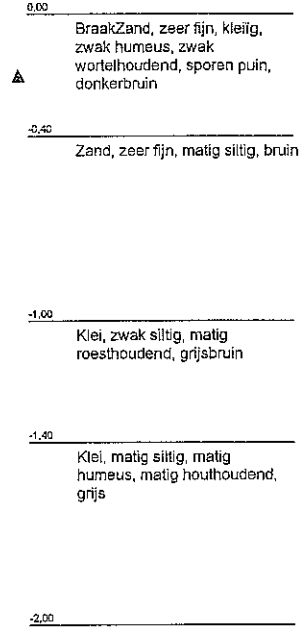 0,00
BraakZand, zeer fijn, kleiïg,
zwak humeus, zwak
wortelhoudend, sporen puin,
donkerbruin
-0,40
Zand, zeer fijn, matig siltig, bruin
-1,00
Klei, zwak siltig, matig
roesthoudend, grijsbruin
-1,40
Klei, matig siltig, matig
humeus, matig houthoudend,
grijs
-2,00